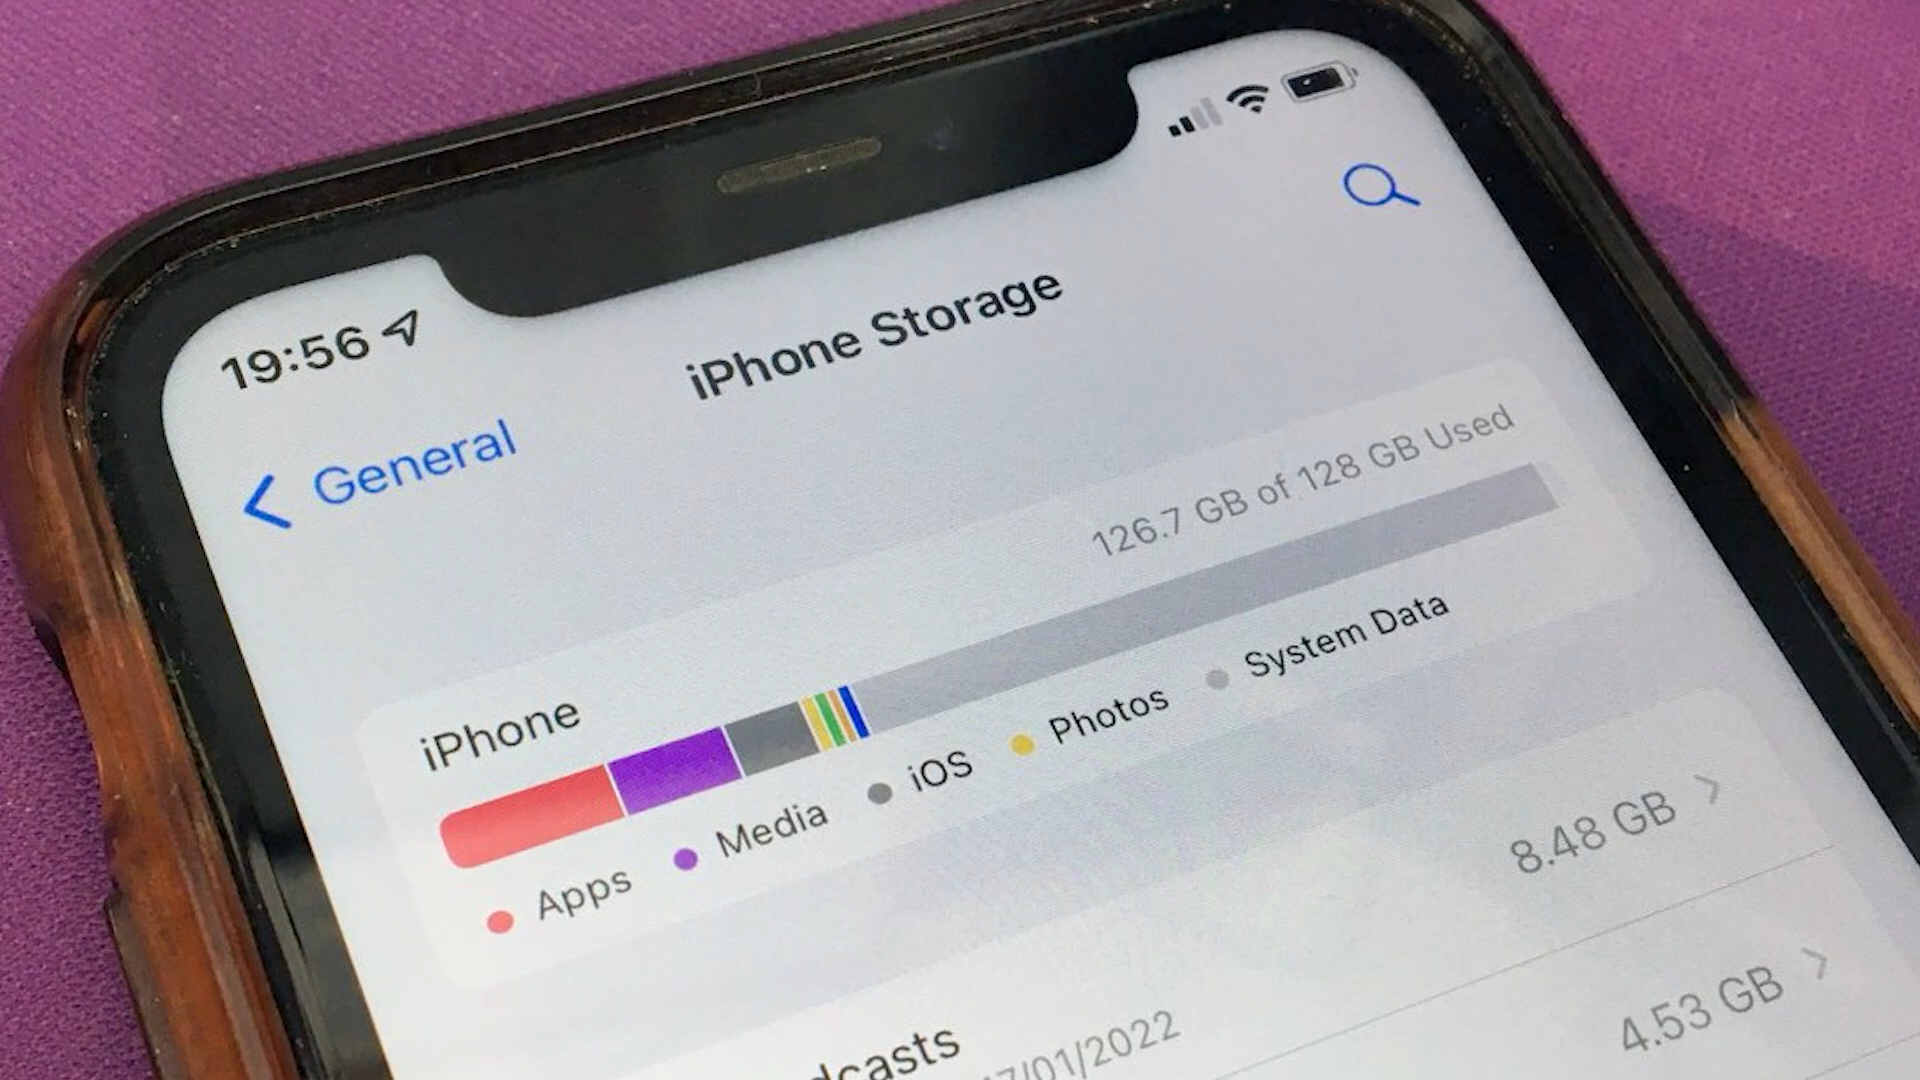 19:56
General
iPhone Storage
iPhone
126.7 GB of 128 GB Used
Apps Media iOS Photos System Data
8.48 GB
4.53 GB